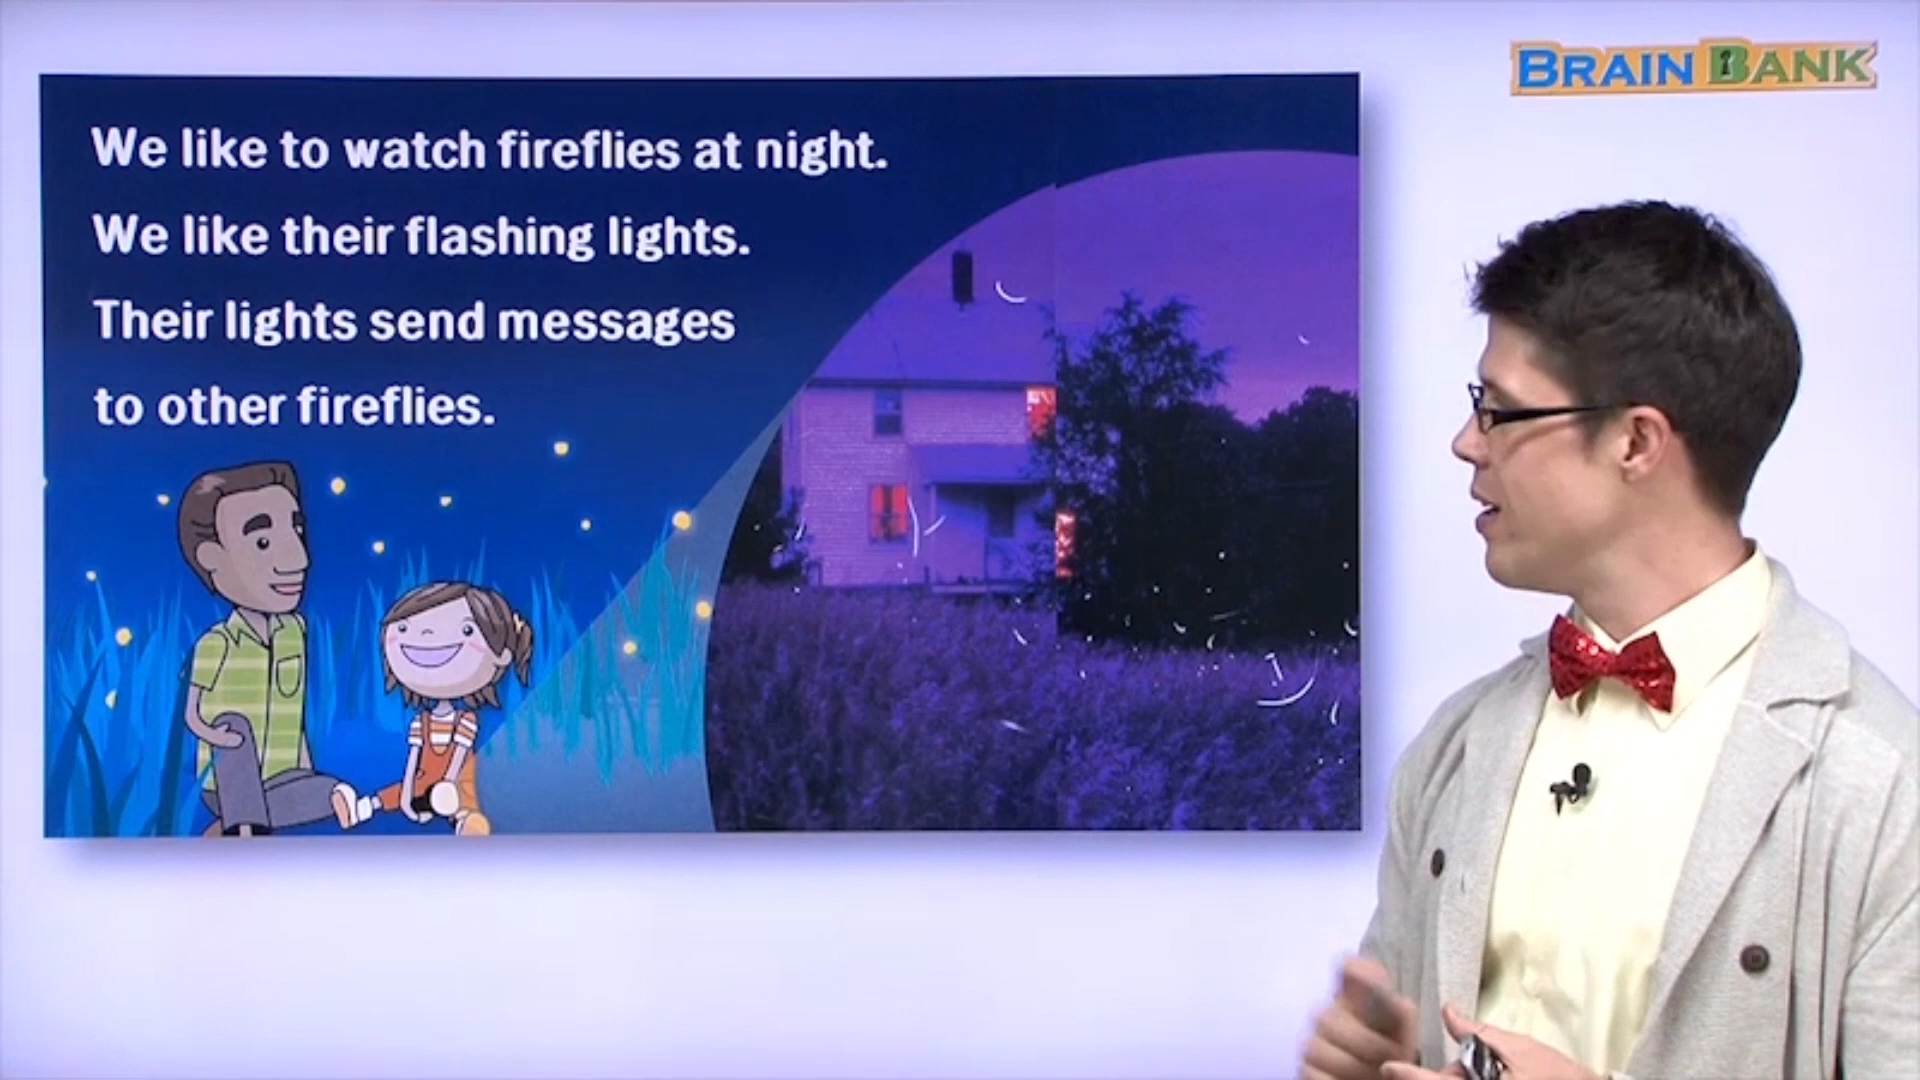 We like to watch fireflies at night.
We like their flashing lights.
Their lights send messages
to other fireflies.
BRAIN BANK